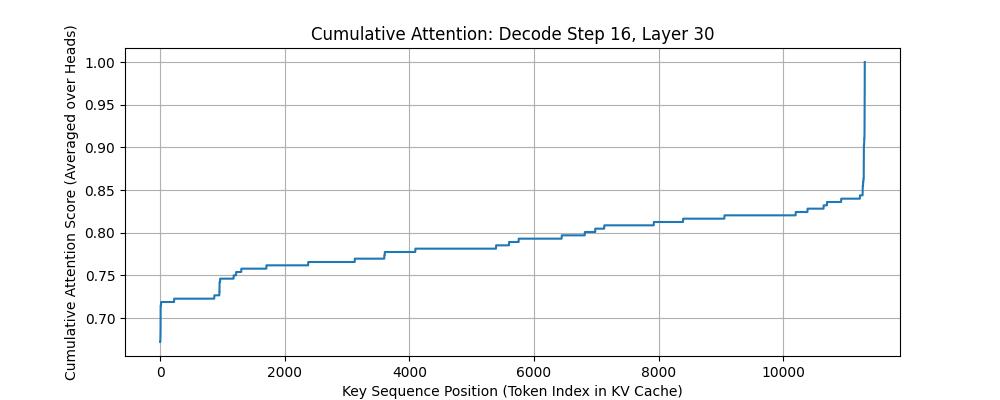 Cumulative Attention: Decode Step 16, Layer 30
Cumulative Attention Score (Averaged over Heads)
1.00
0.95
0.90
0.85
0.80
0.75
0.70
0 2000 4000 6000 8000 10000
Key Sequence Position (Token Index in KV Cache)